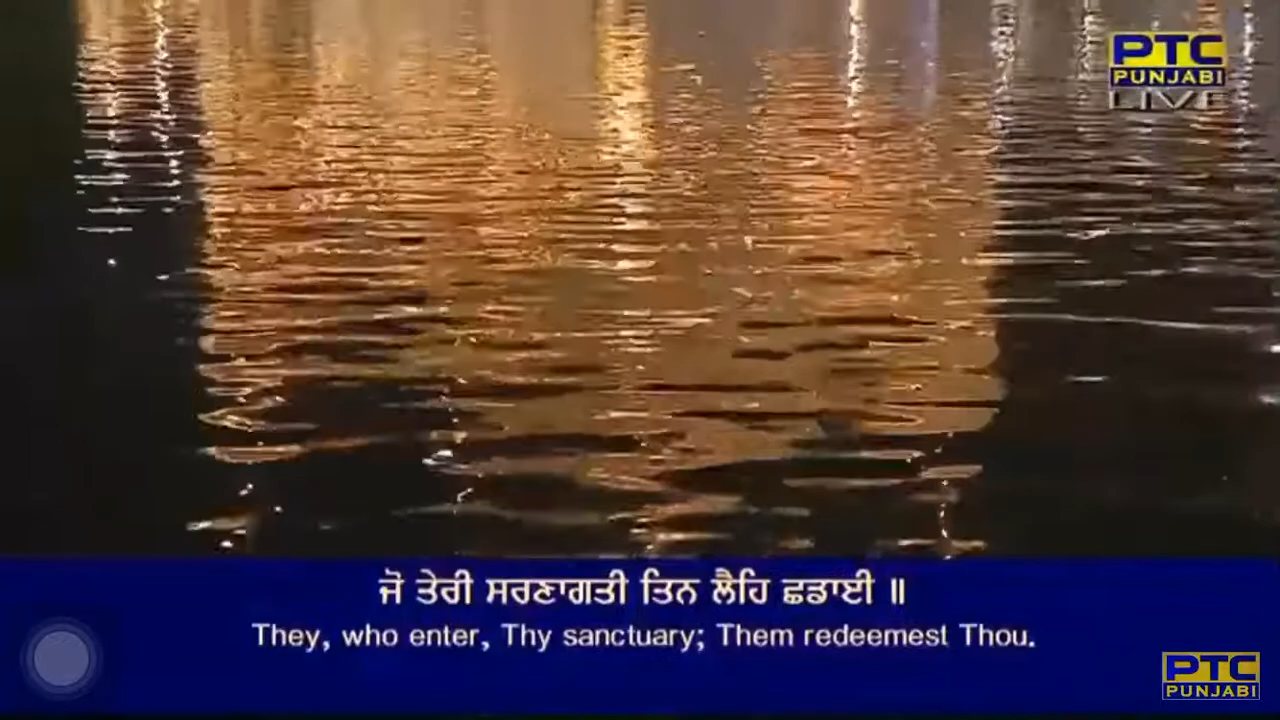 PTC
PUNJABI
LIVE
ਜੋ ਤੇਰੀ ਸਰਣਾਗਤੀ ਤਿਨ ਲੈਹਿ ਛਡਾਈ ॥
They, who enter, Thy sanctuary; Them redeemest Thou.
PTC
PUNJABI